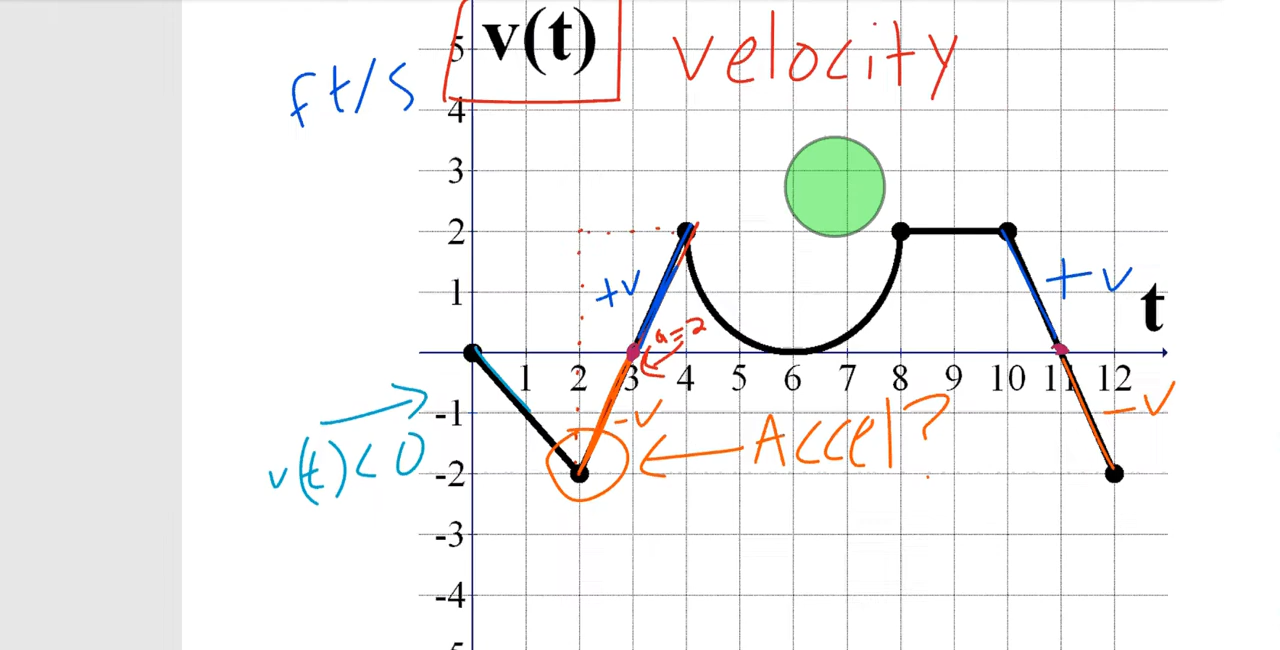 v(t) velocity
ft/s
5
4
3
2
1
+v
+v
t
a=2
1 2 3 4 5 6 7 8 9 10 11 12
-1
-v
-v
v(t)<0
Accel?
-2
-3
-4